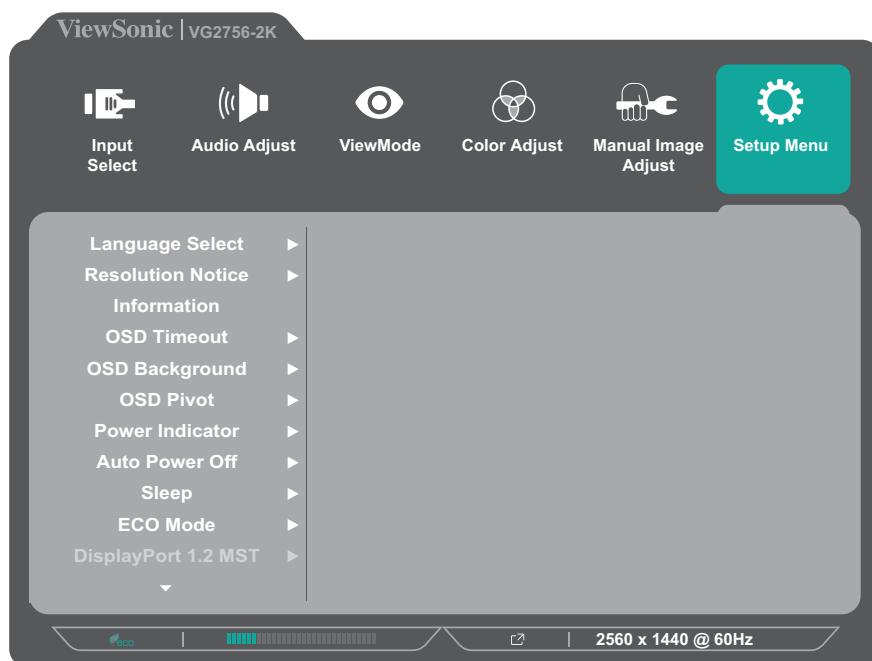 ViewSonic | VG2756-2K
Input Select
Audio Adjust
ViewMode
Color Adjust
Manual Image Adjust
Setup Menu
Language Select
Resolution Notice
Information
OSD Timeout
OSD Background
OSD Pivot
Power Indicator
Auto Power Off
Sleep
ECO Mode
DisplayPort 1.2 MST
eco
2560 x 1440 @ 60Hz